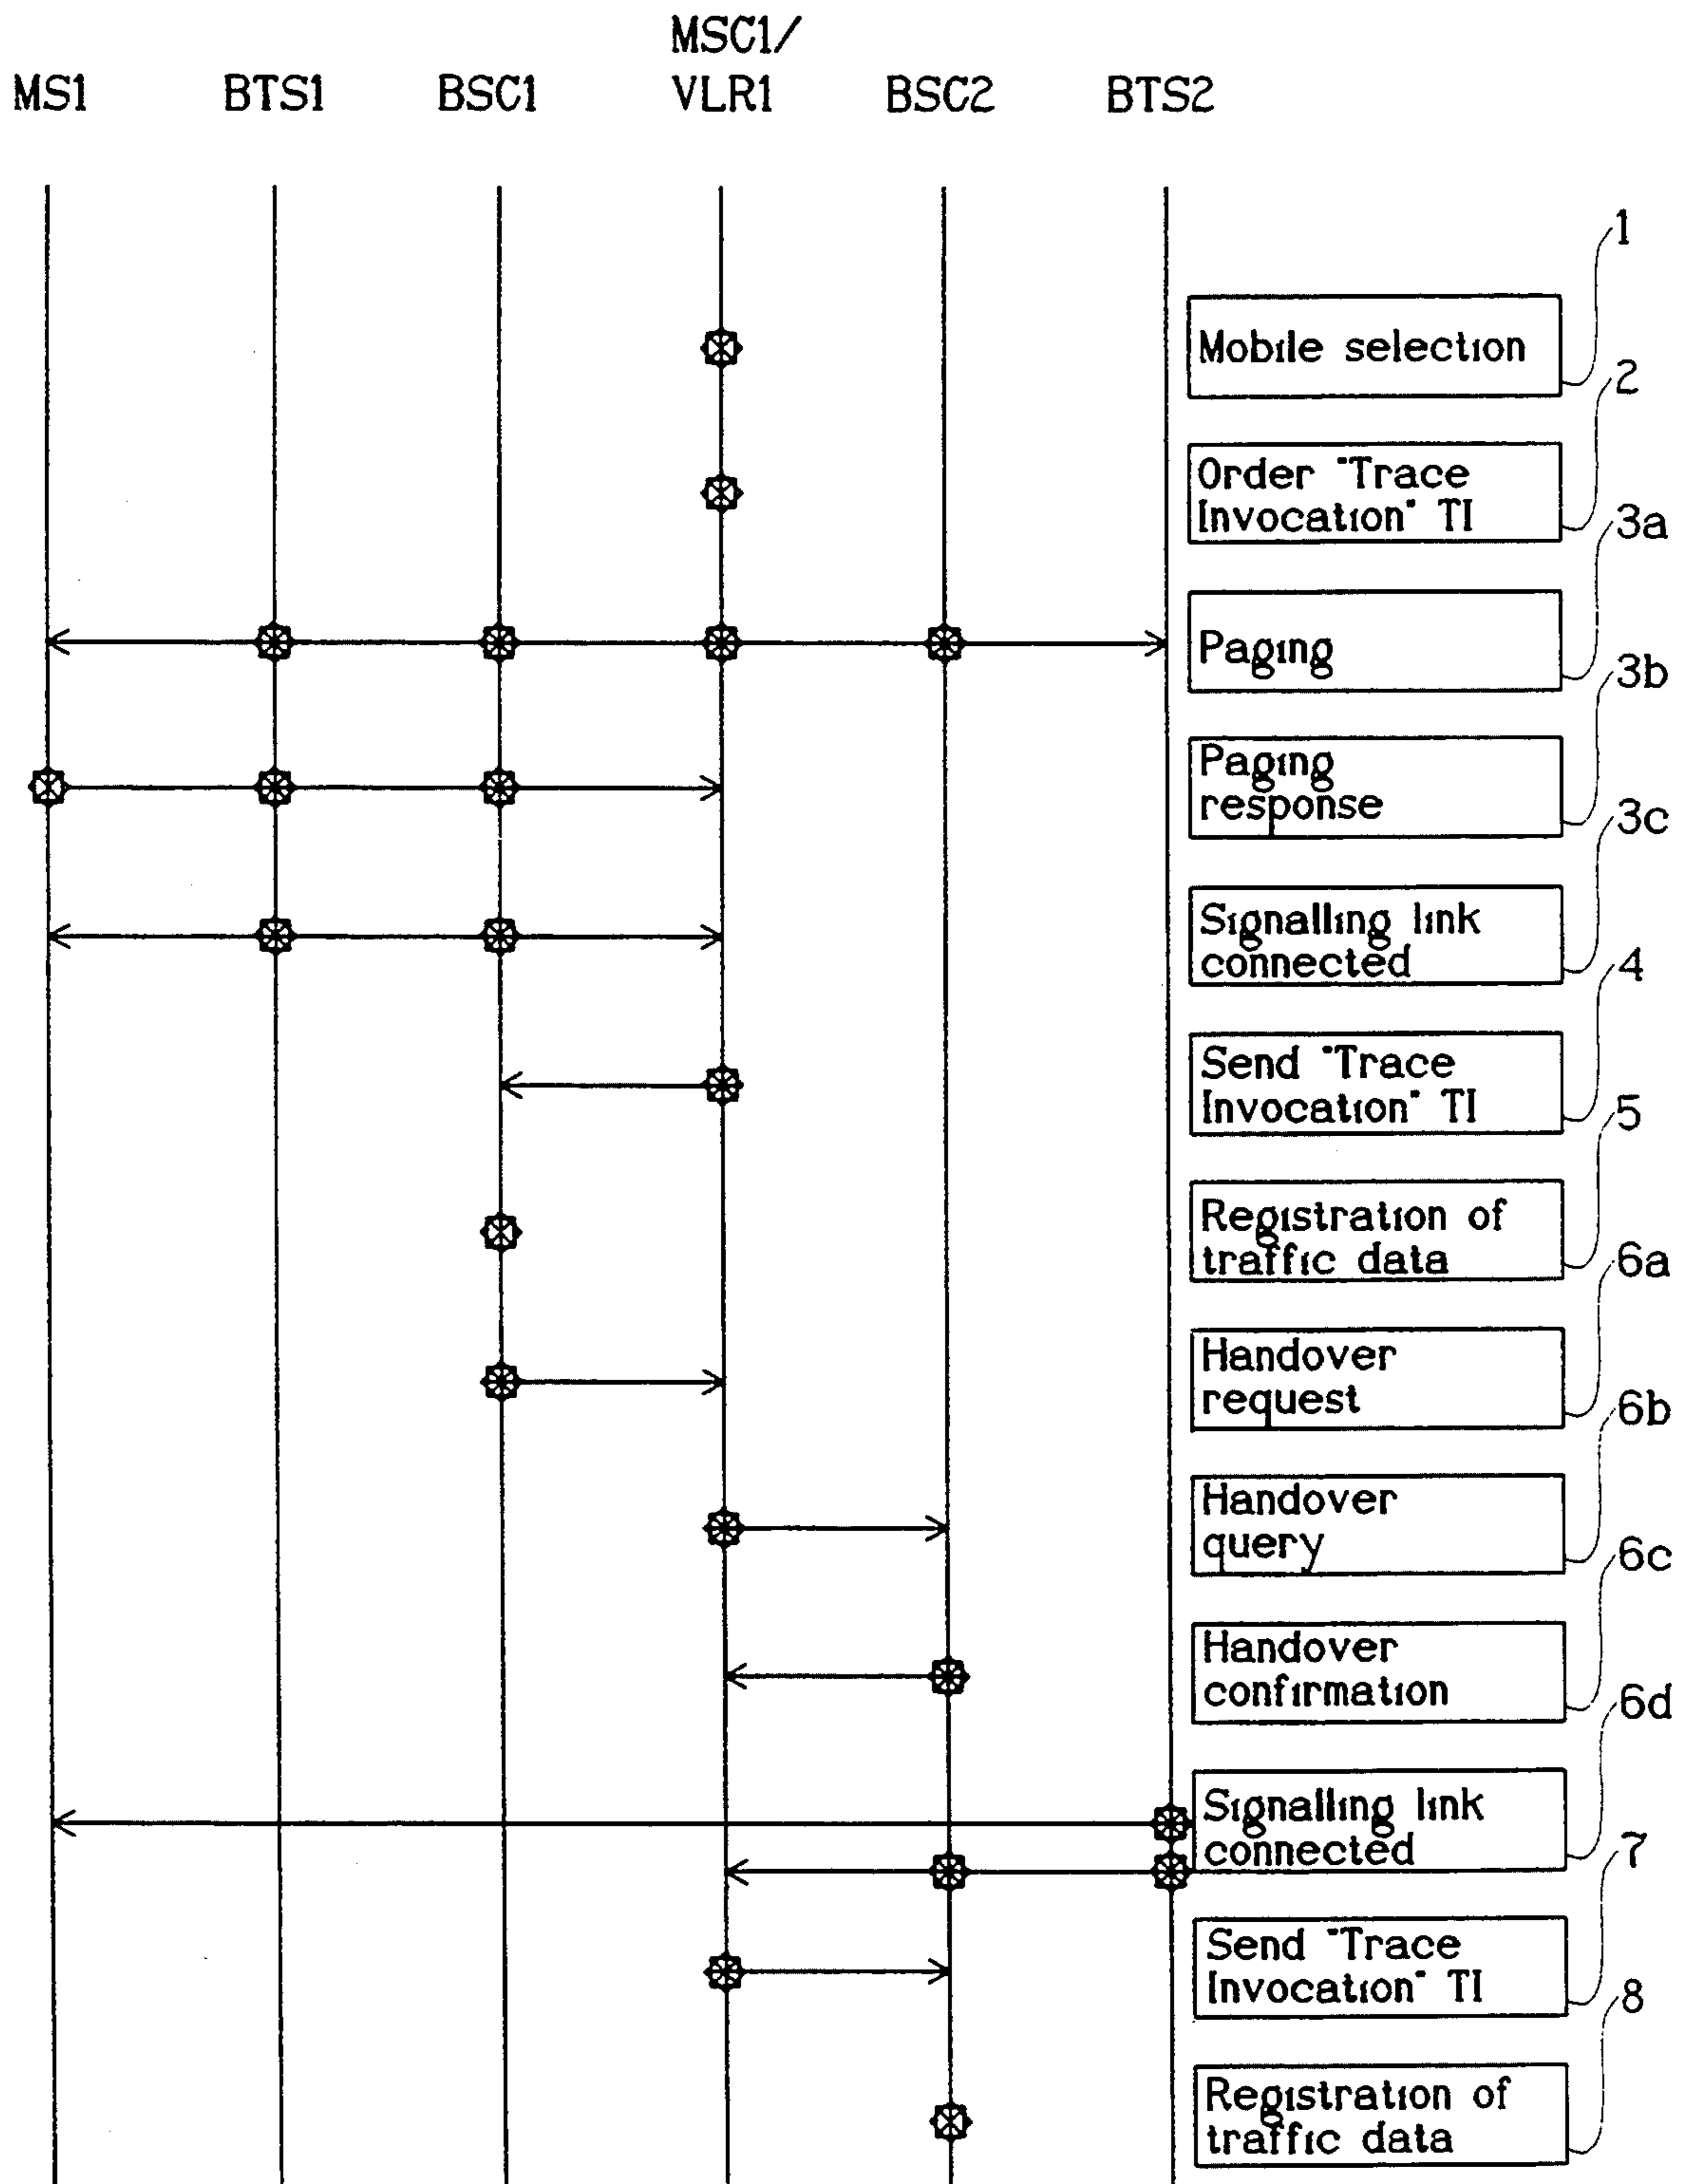 MSC1/
MS1 BTS1 BSC1 VLR1 BSC2 BTS2
1
Mobile selection
2
Order "Trace
Invocation" TI
3a
Paging
3b
Paging
response
3c
Signalling link
connected
4
Send "Trace
Invocation" TI
5
Registration of
traffic data
6a
Handover
request
6b
Handover
query
6c
Handover
confirmation
6d
Signalling link
connected
7
Send "Trace
Invocation" TI
8
Registration of
traffic data